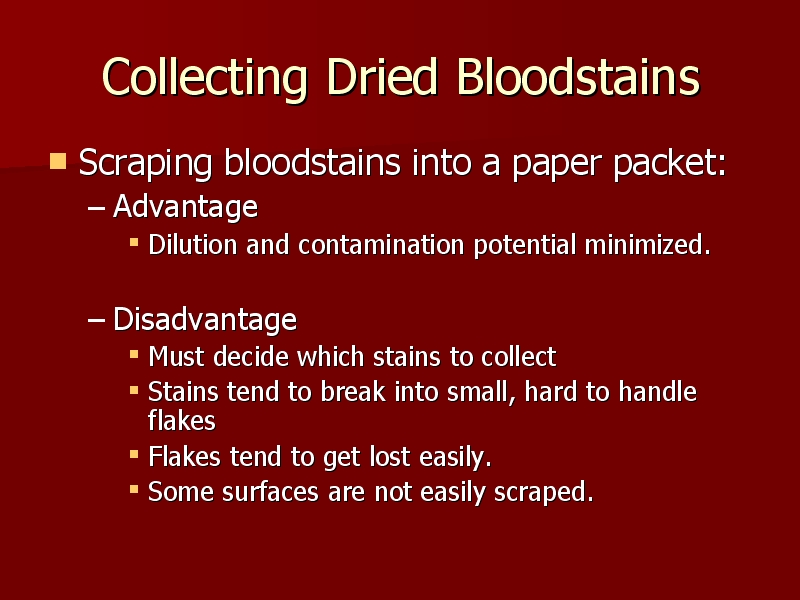 Collecting Dried Bloodstains
Scraping bloodstains into a paper packet:
– Advantage
Dilution and contamination potential minimized.
– Disadvantage
Must decide which stains to collect
Stains tend to break into small, hard to handle
flakes
Flakes tend to get lost easily.
Some surfaces are not easily scraped.